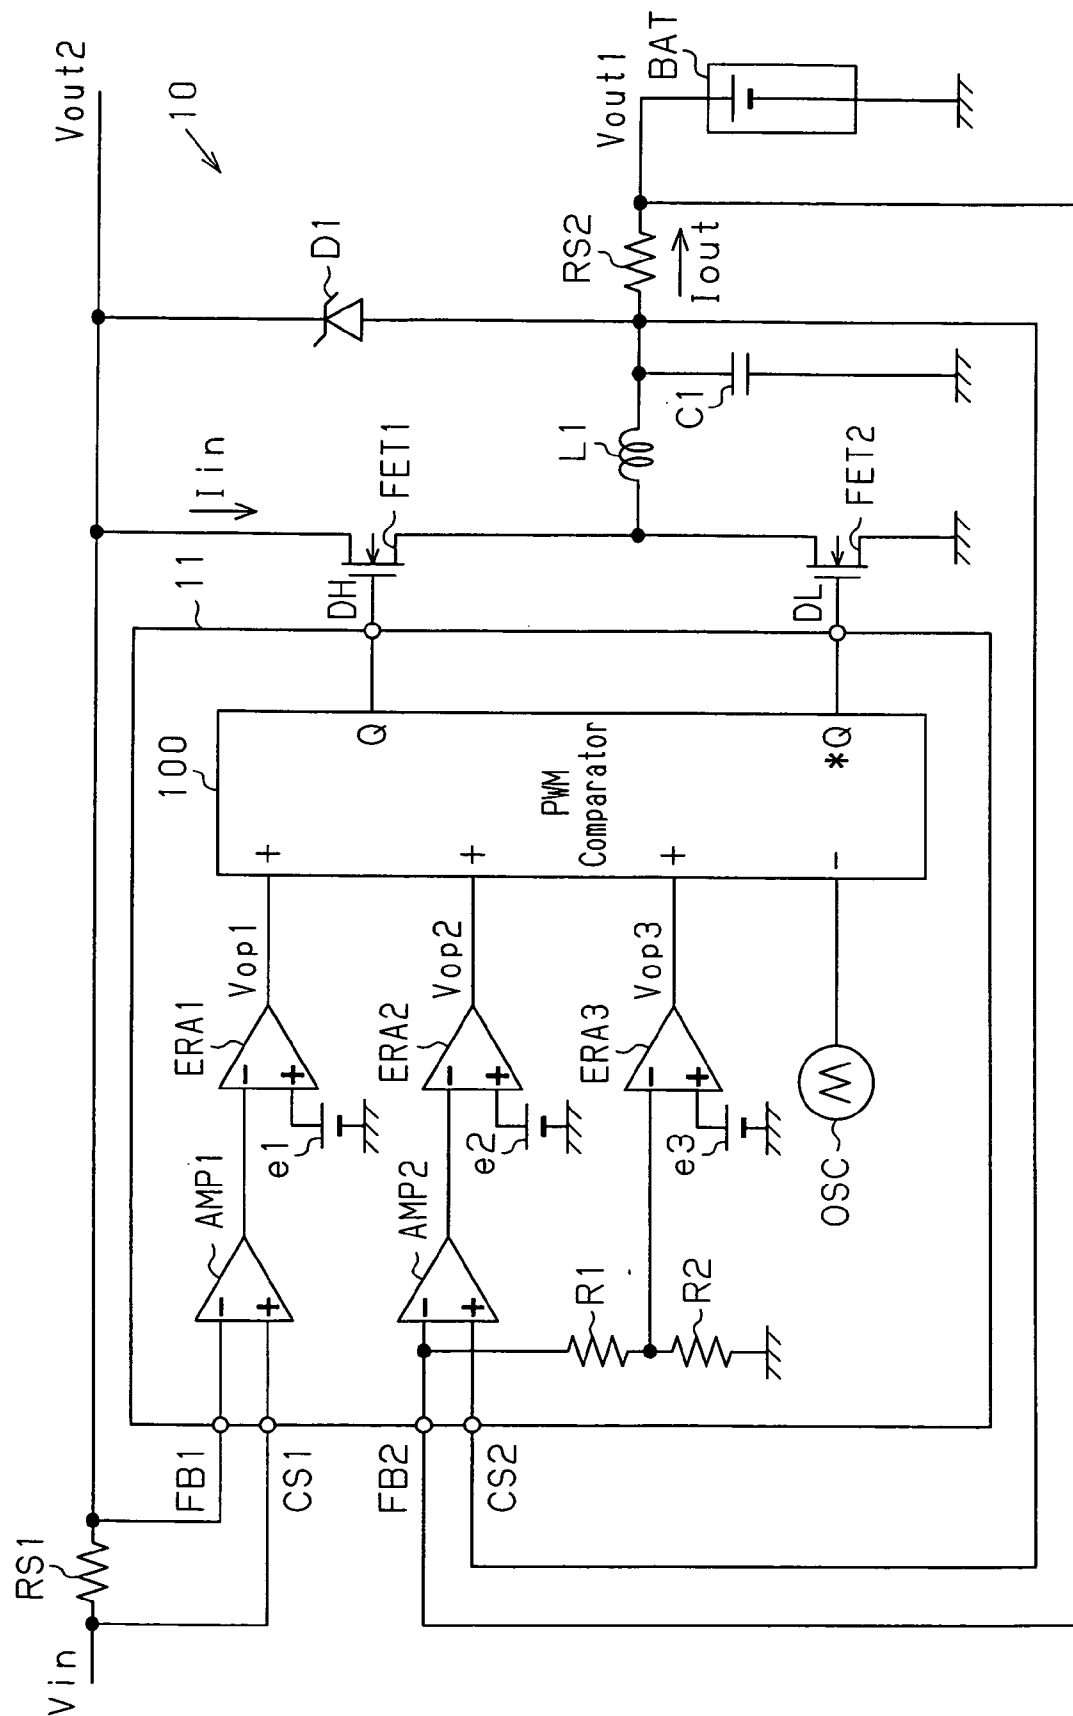 Vin
RS1
Vout2
10
11
Iin
D1
FB1
CS1
AMP1
-
+
ERA1
-
+
e1
Vop1
100
+
Q
DH
FET1
FB2
CS2
AMP2
-
+
ERA2
-
+
e2
Vop2
+
PWM
Comparator
L1
C1
RS2
Iout
Vout1
BAT
R1
R2
ERA3
-
+
e3
Vop3
+
OSC
-
*Q
DL
FET2